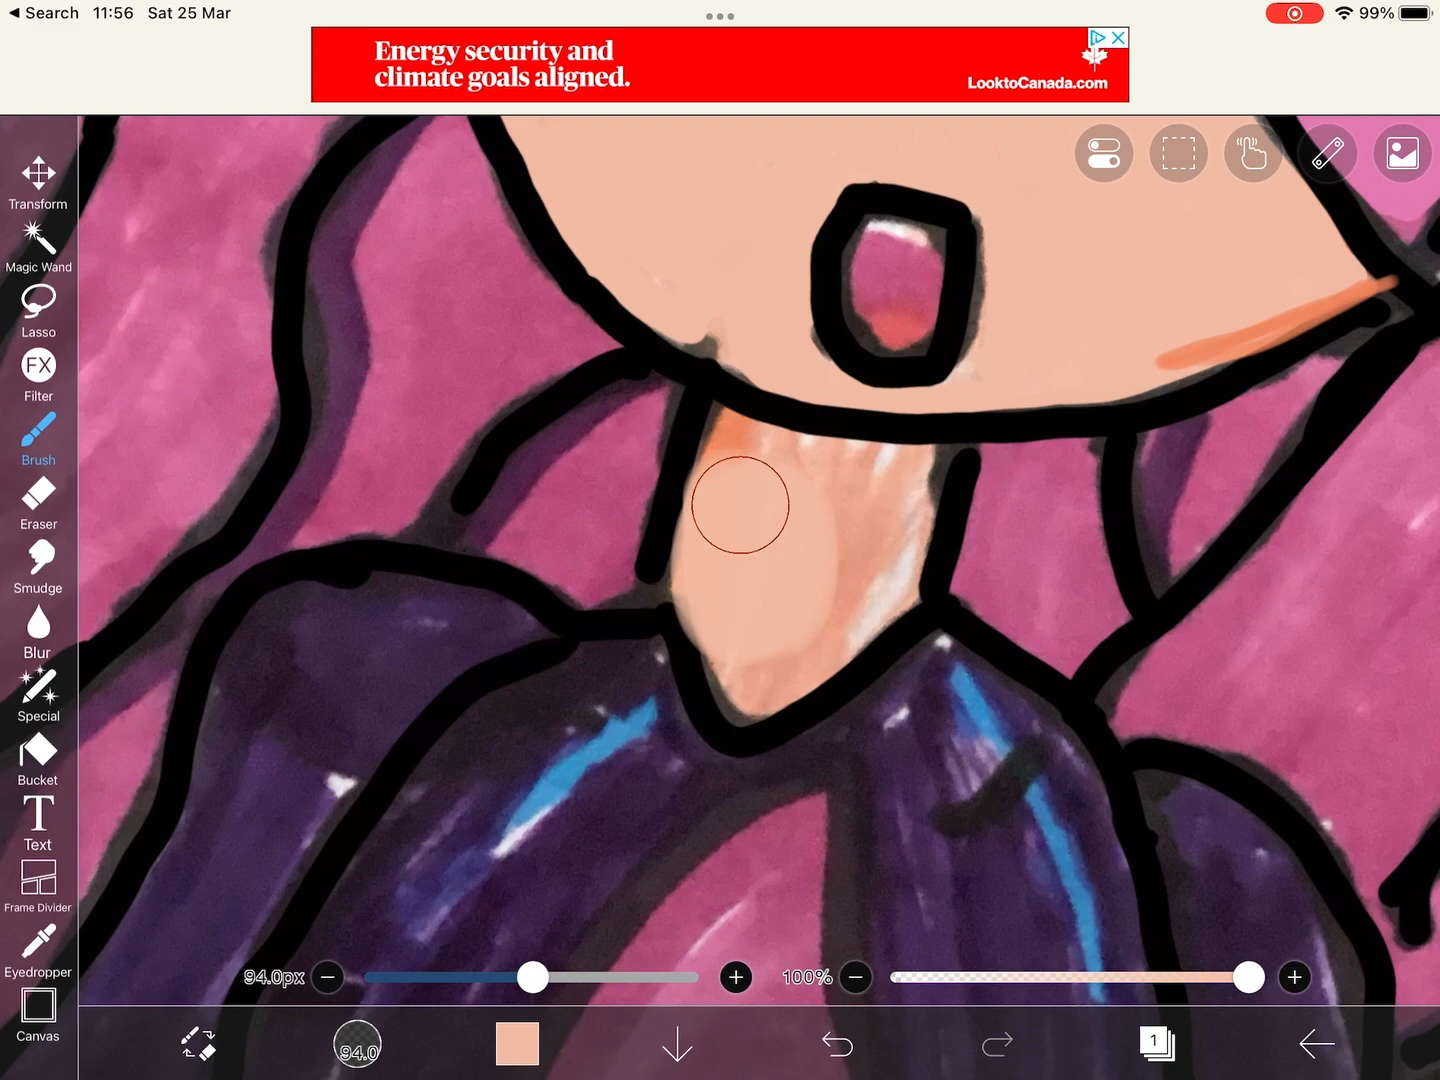 Search 11:56 Sat 25 Mar
99%
Energy security and
climate goals aligned.
LooktoCanada.com
Transform
Magic Wand
Lasso
FX
Filter
Brush
Eraser
Smudge
Blur
Special
Bucket
T
Text
Frame Divider
Eyedropper
Canvas
94.0px
100%
94.0
1